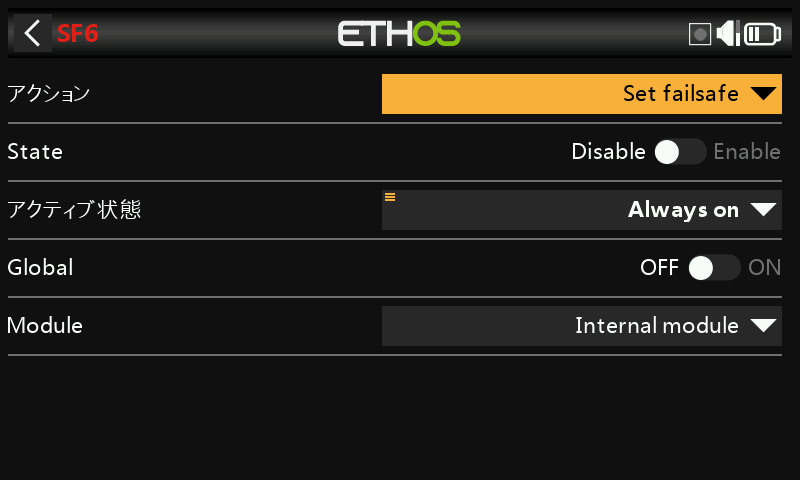 SF6 ETHOS
アクション Set failsafe
State Disable Enable
アクティブ状態 Always on
Global OFF ON
Module Internal module